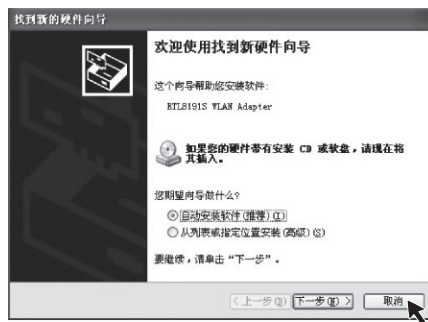 找到新的硬件向导
欢迎使用找到新硬件向导
这个向导帮助您安装软件:
RTL8191S WLAN Adapter
如果您的硬件带有安装 CD 或软盘，请现在将
其插入。
您期望向导做什么?
自动安装软件(推荐)(I)
从列表或指定位置安装(高级)(S)
要继续，请单击“下一步”。
<上一步(B) 下一步(N) > 取消